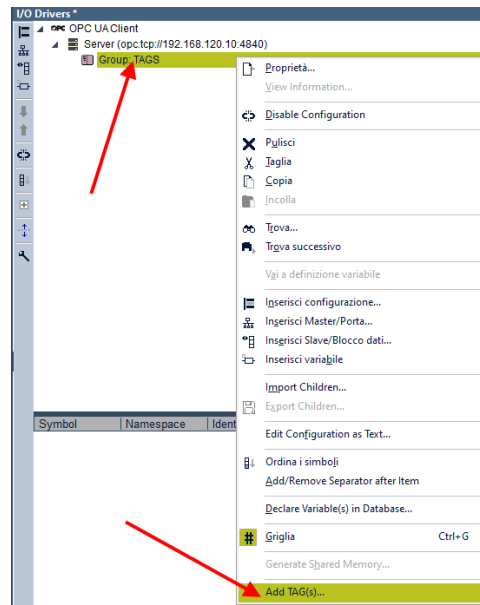 I/O Drivers *
OPC UA Client
Server (opc.tcp://192.168.120.10:4840)
Group: TAGS
Proprietà...
View Information...
Disable Configuration
Pulisci
Taglia
Copia
Incolla
Trova...
Trova successivo
Vai a definizione variabile
Inserisci configurazione...
Inserisci Master/Porta...
Inserisci Slave/Blocco dati...
Inserisci variabile
Import Children...
Export Children...
Symbol Namespace Ident
Edit Configuration as Text...
Ordina i simboli
Add/Remove Separator after Item
Declare Variable(s) in Database...
Griglia Ctrl+G
Generate Shared Memory...
Add TAG(s)...